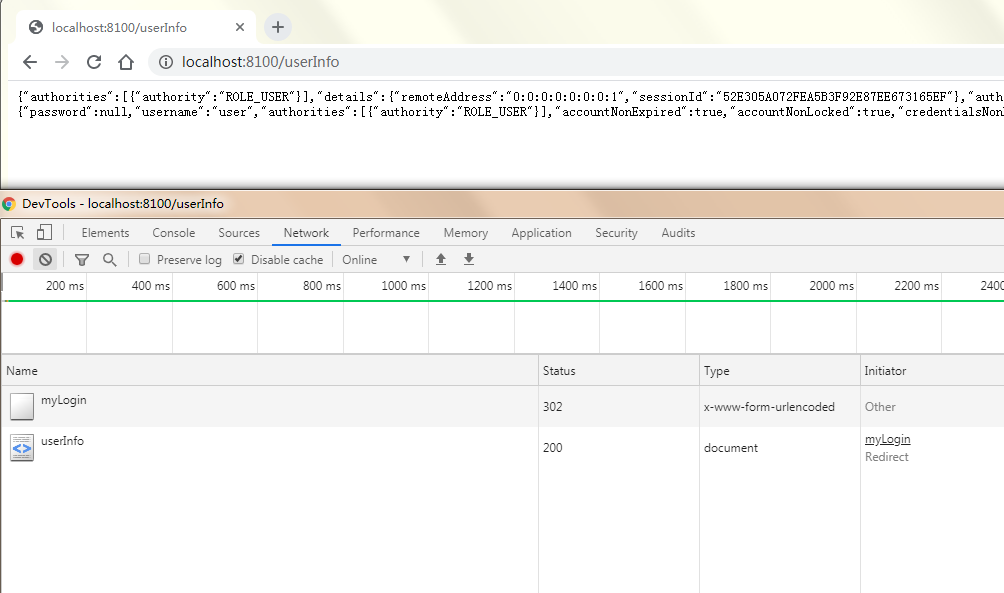 localhost:8100/userInfo
localhost:8100/userInfo
{"authorities":[{"authority":"ROLE_USER"}],"details":{"remoteAddress":"0:0:0:0:0:0:0:1","sessionId":"52E305A072FEA5B3F92E87EE673165EF"},"auth
{"password":null,"username":"user","authorities":[{"authority":"ROLE_USER"}],"accountNonExpired":true,"accountNonLocked":true,"credentialsNon
DevTools - localhost:8100/userInfo
Elements Console Sources Network Performance Memory Application Security Audits
Preserve log Disable cache Online
200 ms 400 ms 600 ms 800 ms 1000 ms 1200 ms 1400 ms 1600 ms 1800 ms 2000 ms 2200 ms 2400
Name Status Type Initiator
myLogin 302 x-www-form-urlencoded Other
userInfo 200 document myLogin
Redirect